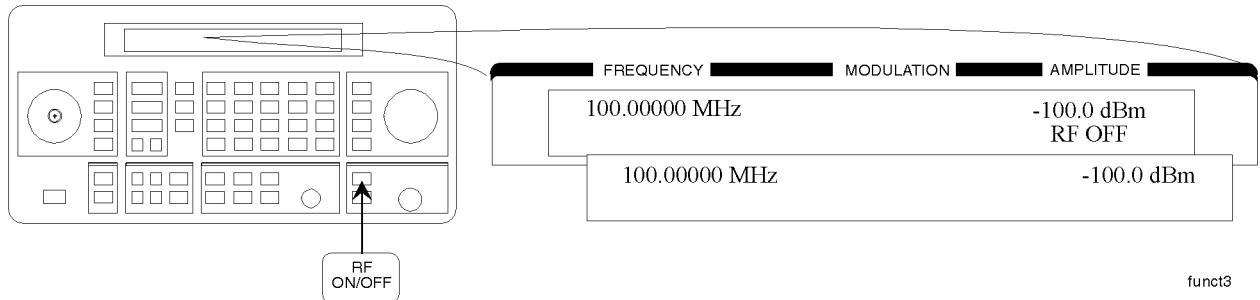 FREQUENCY MODULATION AMPLITUDE
100.00000 MHz -100.0 dBm
RF OFF
100.00000 MHz -100.0 dBm
RF
ON/OFF
funct3